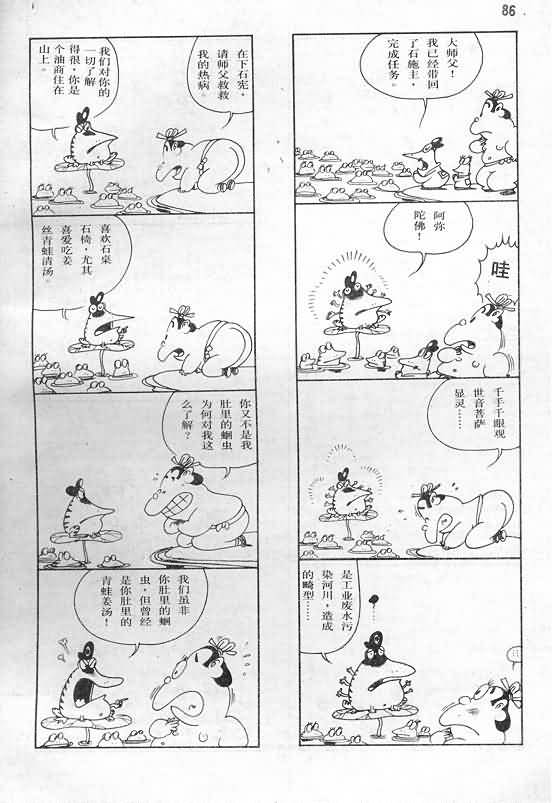 86
大师父！
我已经带回
了石施主，
完成任务。
阿弥
陀佛！
哇
千手千眼观
世音菩萨
显灵……
是工业废水污
染河川，造成
的畸型……
在下石宪，
请师父救救
我的热病。
我们对你的
一切了解
得很，你是
个油商住在
山上。
喜欢石桌
石椅，尤其
喜爱吃姜
丝青蛙清汤。
你又不是我
肚里的蛔虫
为何对我这
么了解？
我们虽非
你肚里的蛔
虫，但曾经
是你肚里的
青蛙姜汤！